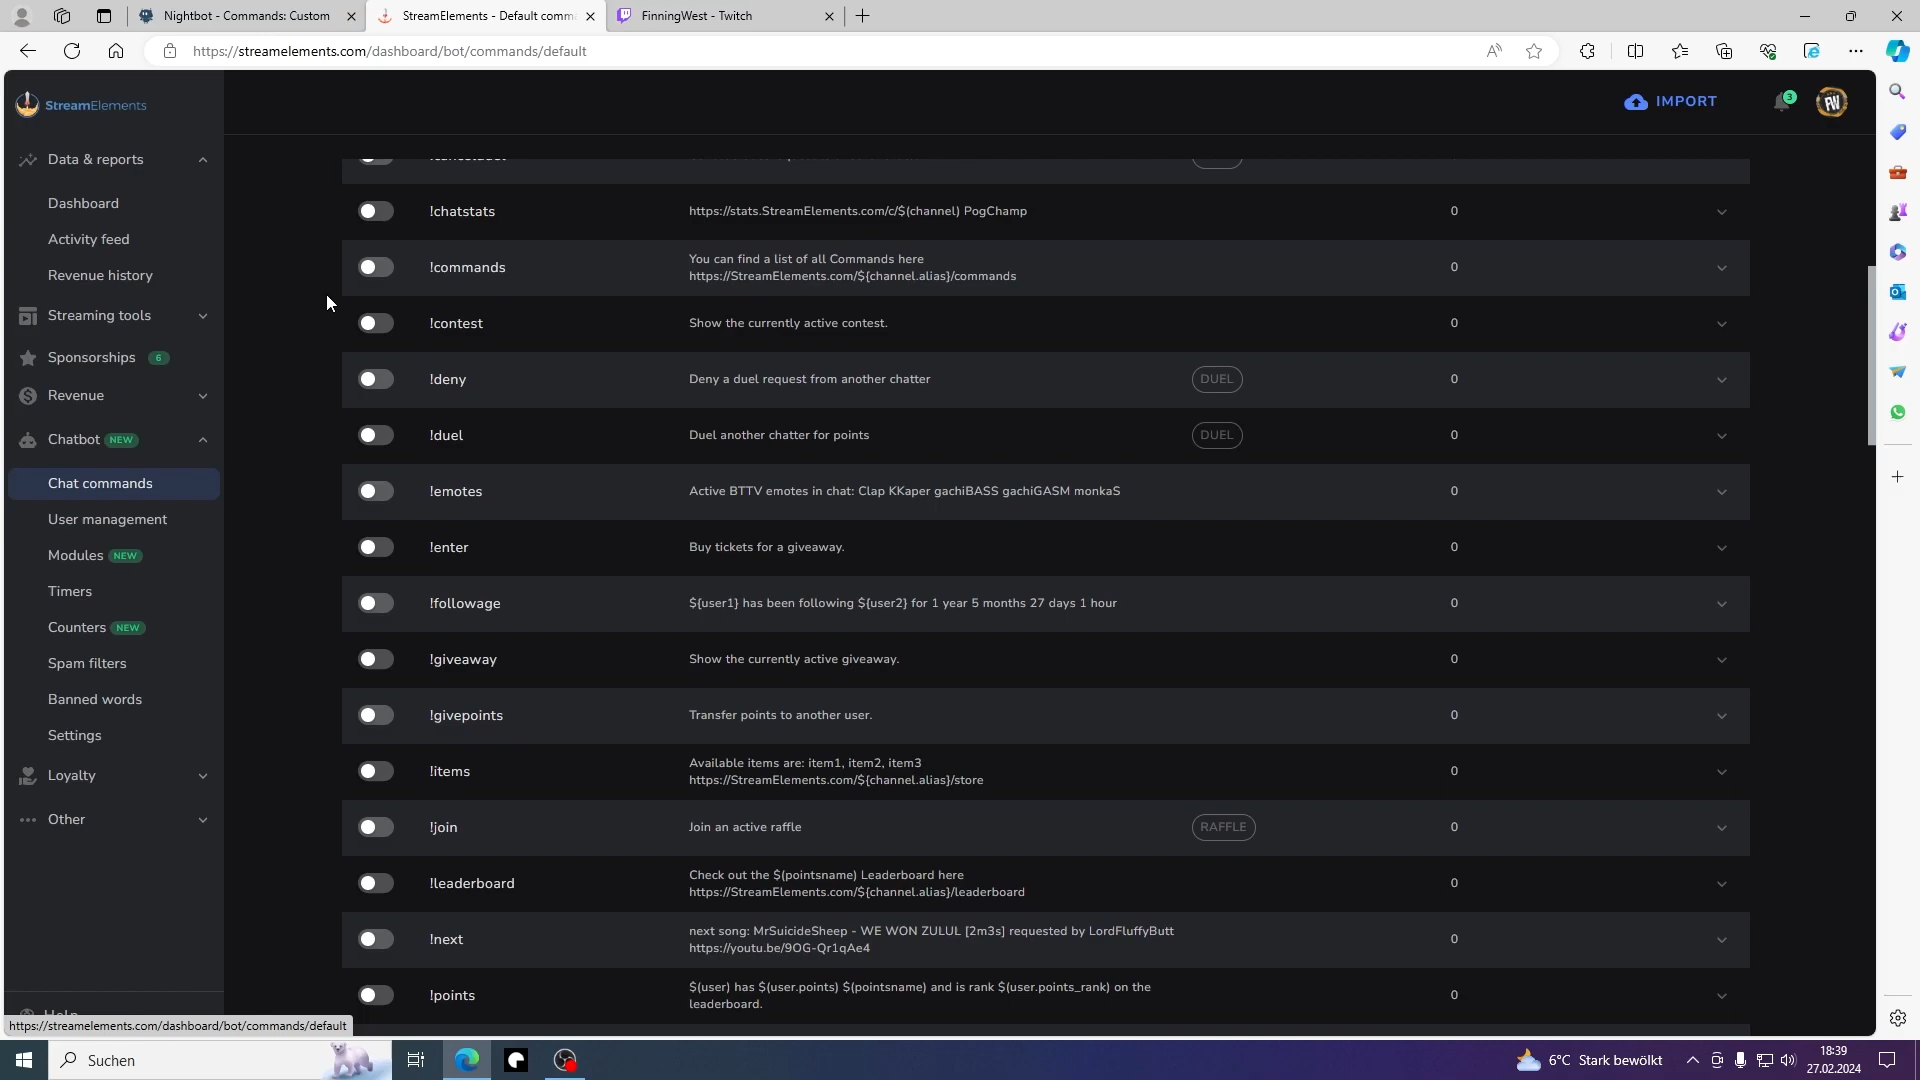 Nightbot - Commands: Custom
StreamElements - Default comm
FinningWest - Twitch
https://streamelements.com/dashboard/bot/commands/default
StreamElements
IMPORT
3
FW
Data & reports
Dashboard
Activity feed
Revenue history
Streaming tools
Sponsorships 6
Revenue
Chatbot NEW
Chat commands
User management
Modules NEW
Timers
Counters NEW
Spam filters
Banned words
Settings
Loyalty
Other
!chatstats
https://stats.StreamElements.com/c/$(channel) PogChamp
0
!commands
You can find a list of all Commands here
https://StreamElements.com/${channel.alias}/commands
0
!contest
Show the currently active contest.
0
!deny
Deny a duel request from another chatter
DUEL
0
!duel
Duel another chatter for points
DUEL
0
!emotes
Active BTTV emotes in chat: Clap KKaper gachiBASS gachiGASM monkaS
0
!enter
Buy tickets for a giveaway.
0
!followage
${user1} has been following ${user2} for 1 year 5 months 27 days 1 hour
0
!giveaway
Show the currently active giveaway.
0
!givepoints
Transfer points to another user.
0
!items
Available items are: item1, item2, item3
https://StreamElements.com/${channel.alias}/store
0
!join
Join an active raffle
RAFFLE
0
!leaderboard
Check out the $(pointsname) Leaderboard here
https://StreamElements.com/${channel.alias}/leaderboard
0
!next
next song: MrSuicideSheep - WE WON ZULUL [2m3s] requested by LordFluffyButt
https://youtu.be/9OG-Qr1qAe4
0
!points
$(user) has $(user.points) $(pointsname) and is rank $(user.points_rank) on the
leaderboard.
0
Help
https://streamelements.com/dashboard/bot/commands/default
Suchen
6°C Stark bewölkt
18:39
27.02.2024